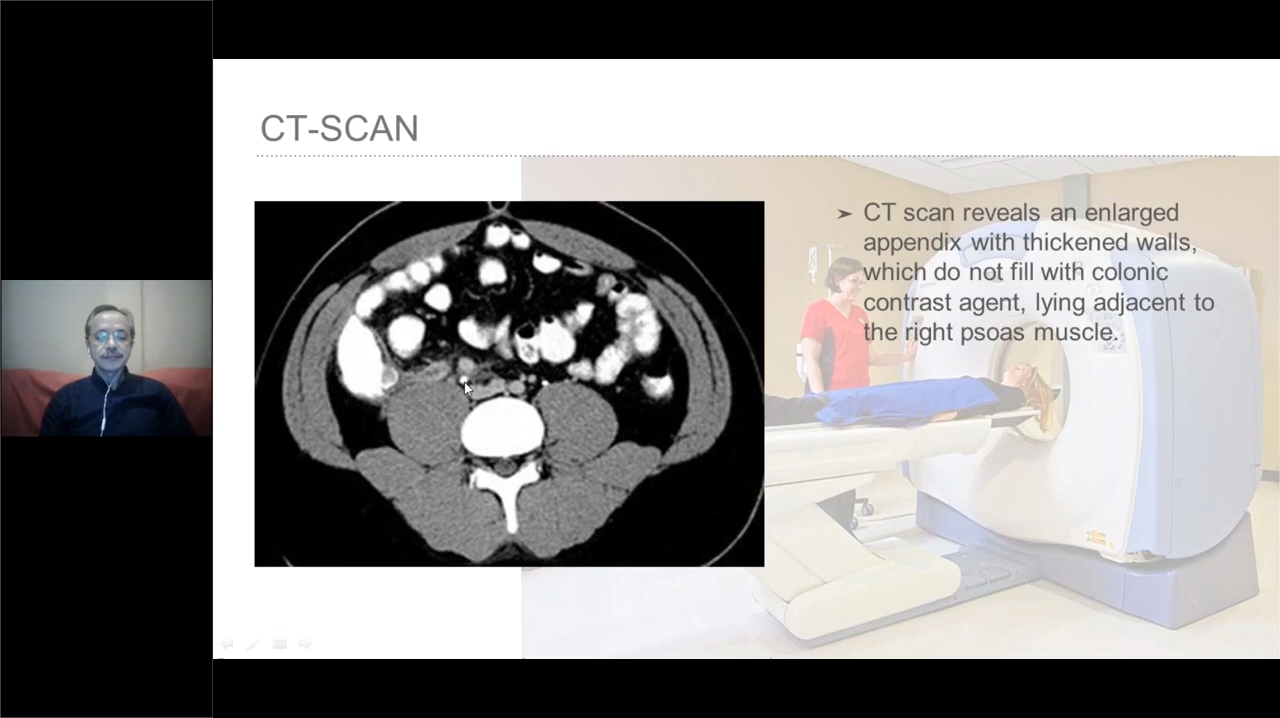 CT-SCAN
➤ CT scan reveals an enlarged
appendix with thickened walls,
which do not fill with colonic
contrast agent, lying adjacent to
the right psoas muscle.